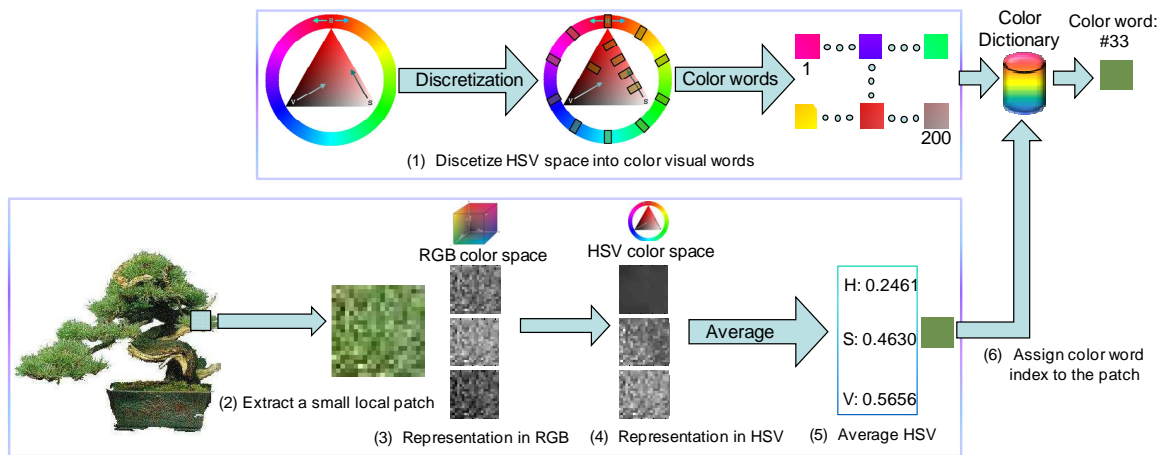 H
V
S
Discretization
V
S
Color words
1
200
(1) Discetize HSV space into color visual words
Color
Dictionary
Color word:
#33
(2) Extract a small local patch
RGB color space
(3) Representation in RGB
HSV color space
(4) Representation in HSV
Average
H: 0.2461
S: 0.4630
V: 0.5656
(5) Average HSV
(6) Assign color word
index to the patch